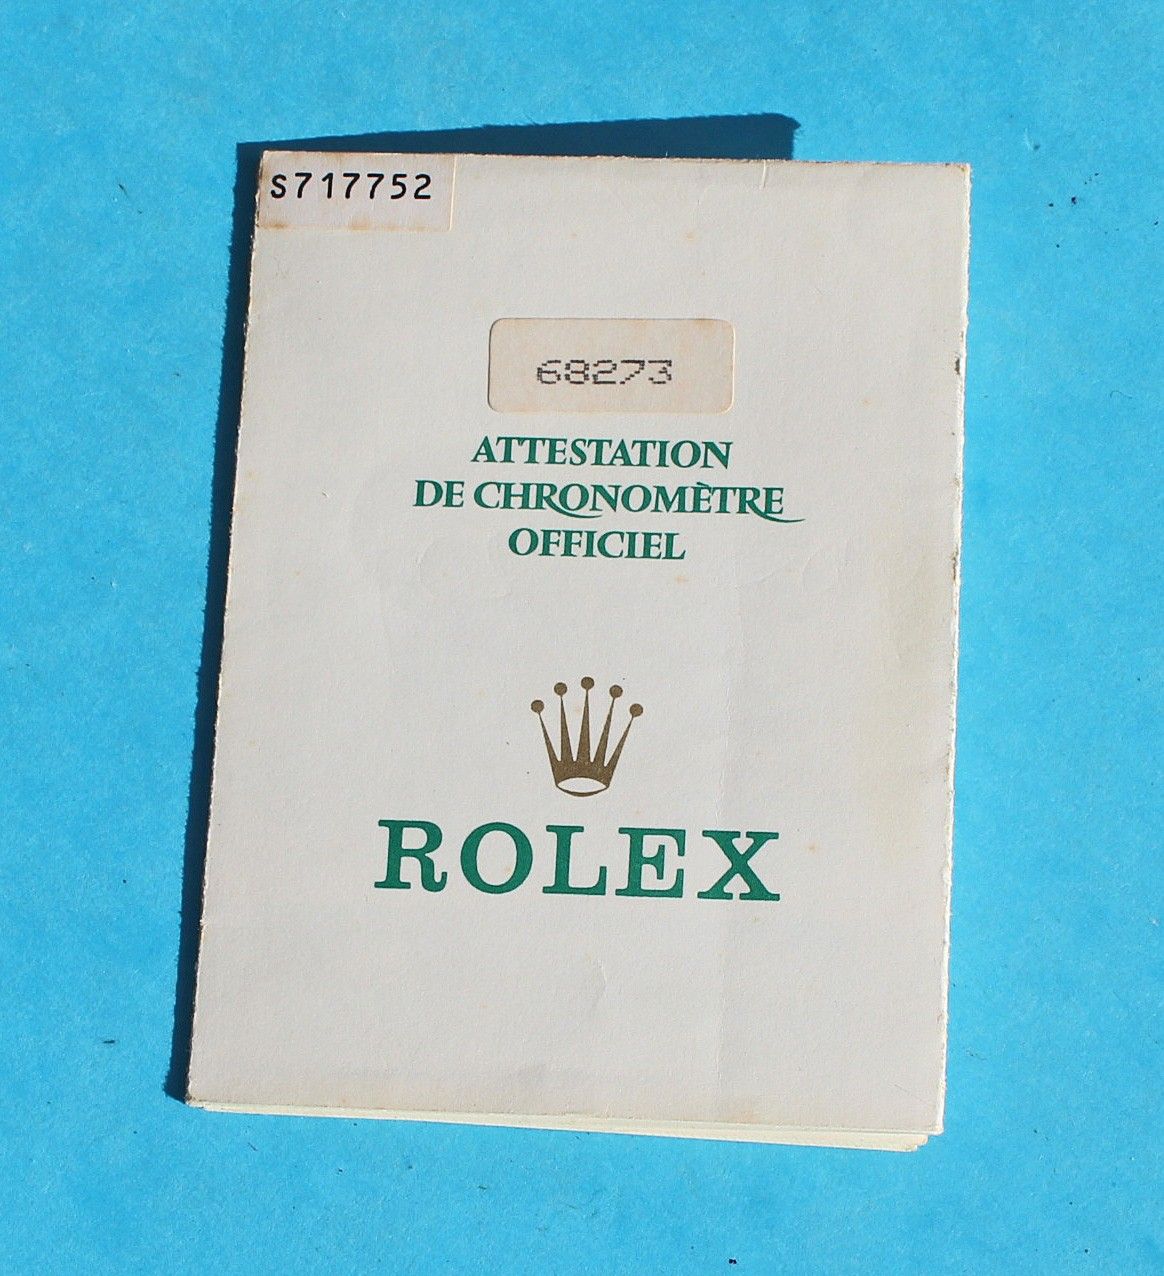 S717752
68273
ATTESTATION
DE CHRONOMÈTRE
OFFICIEL
ROLEX